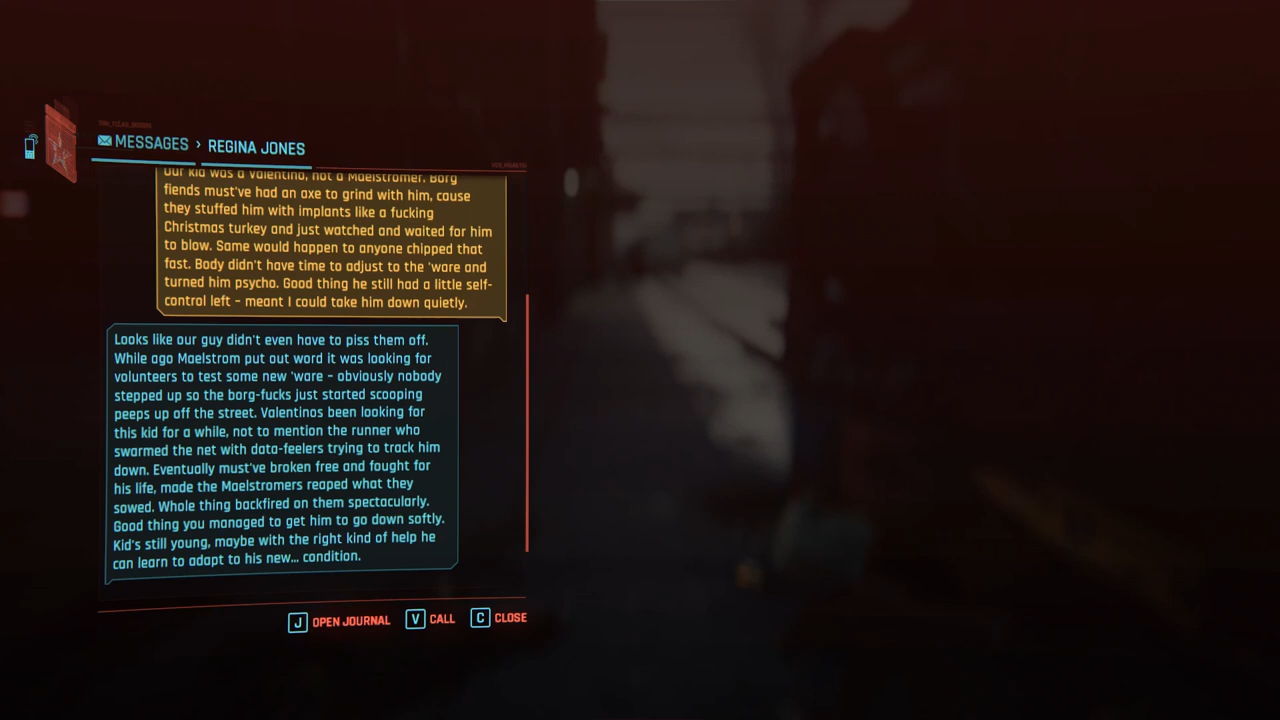 MESSAGES › REGINA JONES
Our kid was a Valentino, not a Maelstromer. Borg
fiends must've had an axe to grind with him, cause
they stuffed him with implants like a fucking
Christmas turkey and just watched and waited for him
to blow. Same would happen to anyone chipped that
fast. Body didn't have time to adjust to the 'ware and
turned him psycho. Good thing he still had a little self-
control left – meant I could take him down quietly.
Looks like our guy didn't even have to piss them off.
While ago Maelstrom put out word it was looking for
volunteers to test some new 'ware – obviously nobody
stepped up so the borg-fucks just started scooping
peeps up off the street. Valentinos been looking for
this kid for a while, not to mention the runner who
swarmed the net with data-feelers trying to track him
down. Eventually must've broken free and fought for
his life, made the Maelstromers reap​ed what they
sowed. Whole thing backfired on them spectacularly.
Good thing you managed to get him to go down softly.
Kid's still young, maybe with the right kind of help he
can learn to adapt to his new... condition.
J OPEN JOURNAL V CALL C CLOSE